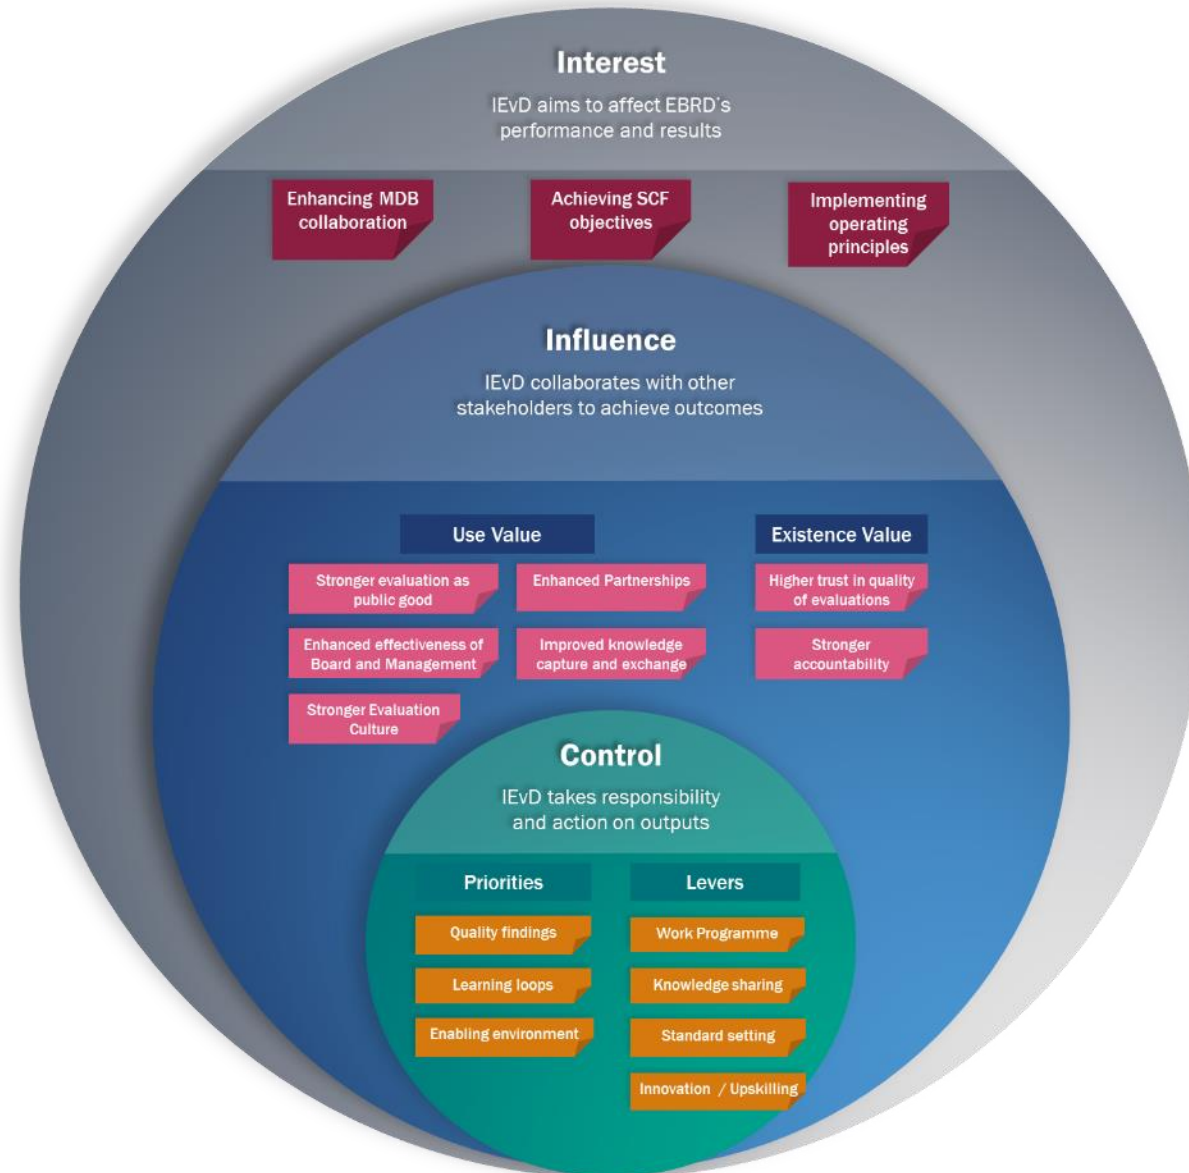 Interest
IEvD aims to affect EBRD's
performance and results
Enhancing MDB
collaboration
Achieving SCF
objectives
Implementing
operating
principles
Influence
IEvD collaborates with other
stakeholders to achieve outcomes
Use Value
Existence Value
Stronger evaluation as
public good
Enhanced Partnerships
Higher trust in quality
of evaluations
Enhanced effectiveness of
Board and Management
Improved knowledge
capture and exchange
Stronger
accountability
Stronger Evaluation
Culture
Control
IEvD takes responsibility
and action on outputs
Priorities
Levers
Quality findings
Work Programme
Learning loops
Knowledge sharing
Enabling environment
Standard setting
Innovation / Upskilling